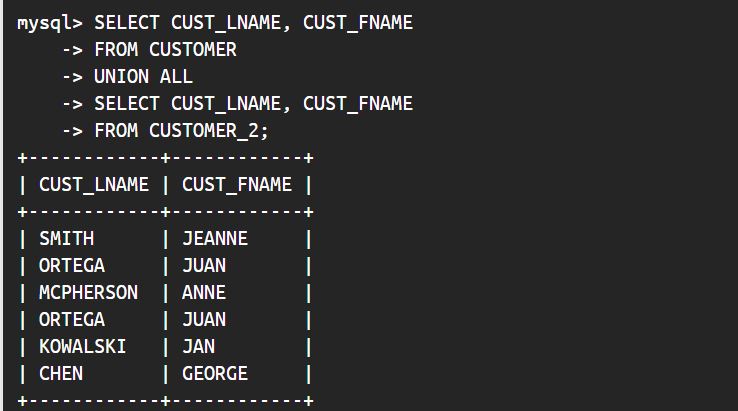 mysql> SELECT CUST_LNAME, CUST_FNAME
    -> FROM CUSTOMER
    -> UNION ALL
    -> SELECT CUST_LNAME, CUST_FNAME
    -> FROM CUSTOMER_2;
+------------+------------+
| CUST_LNAME | CUST_FNAME |
+------------+------------+
| SMITH      | JEANNE     |
| ORTEGA     | JUAN       |
| MCPHERSON  | ANNE       |
| ORTEGA     | JUAN       |
| KOWALSKI   | JAN        |
| CHEN       | GEORGE     |
+------------+------------+